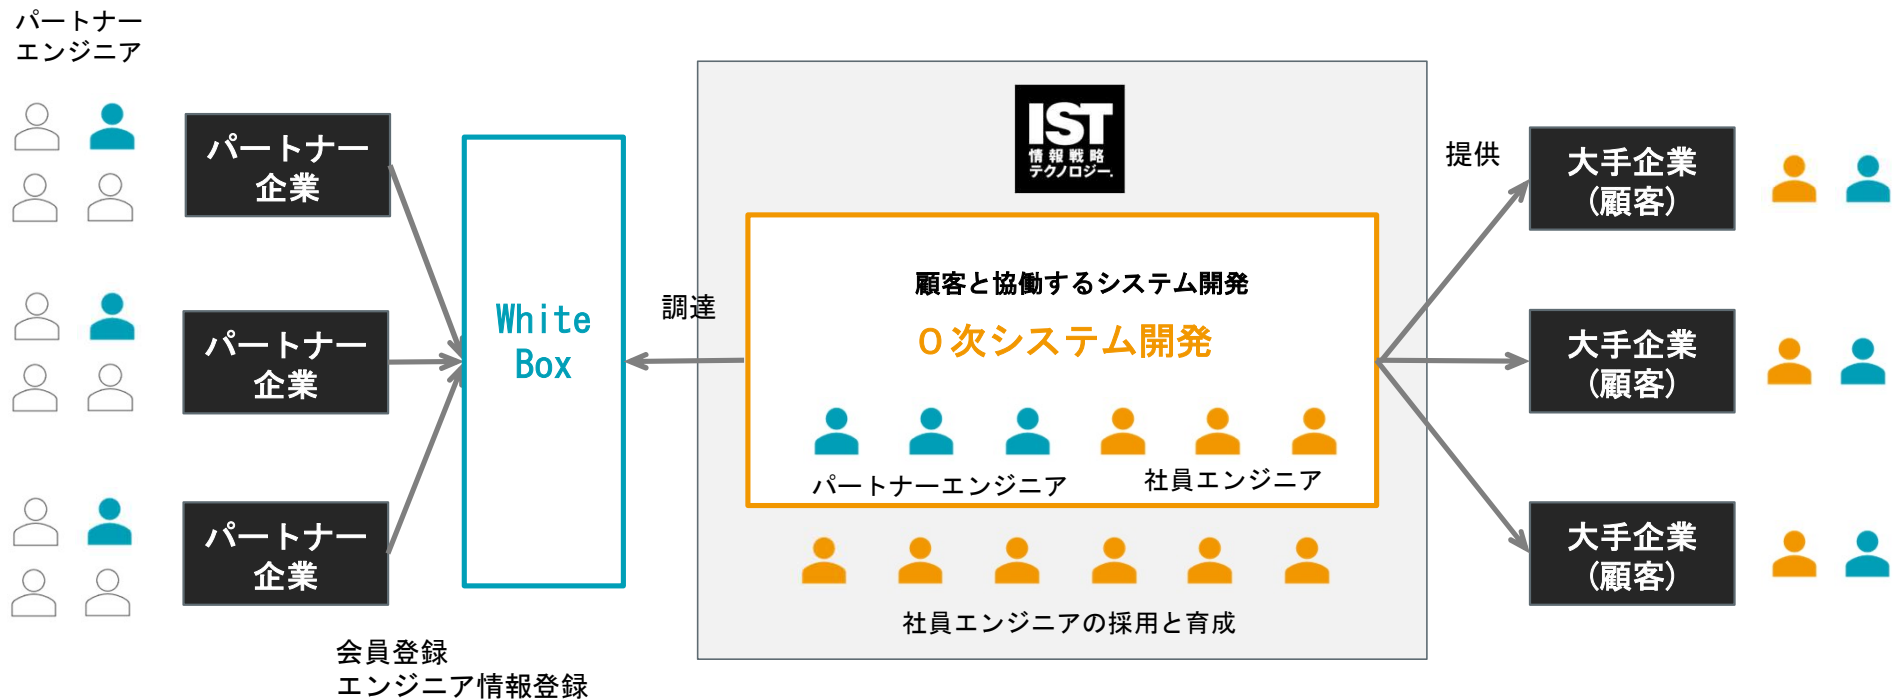 パートナー
エンジニア
パートナー
企業
パートナー
企業
パートナー
企業
会員登録
エンジニア情報登録
White
Box
調達
IST
情報戦略
テクノロジー.
顧客と協働するシステム開発
0次システム開発
パートナーエンジニア
社員エンジニア
社員エンジニアの採用と育成
提供
大手企業
(顧客)
大手企業
(顧客)
大手企業
(顧客)